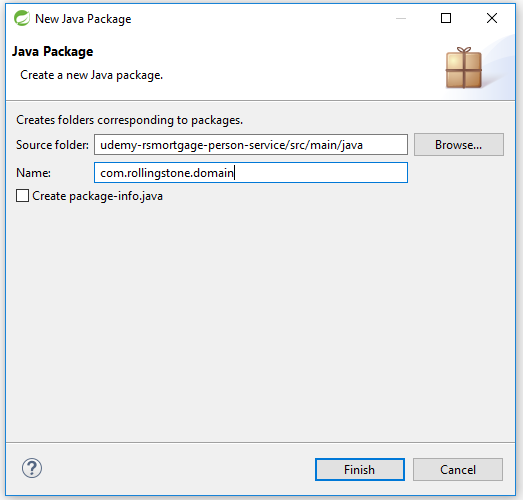 New Java Package
Java Package
Create a new Java package.
Creates folders corresponding to packages.
Source folder: udemy-rsmortgage-person-service/src/main/java Browse...
Name: com.rollingstone.domain
Create package-info.java
? Finish Cancel